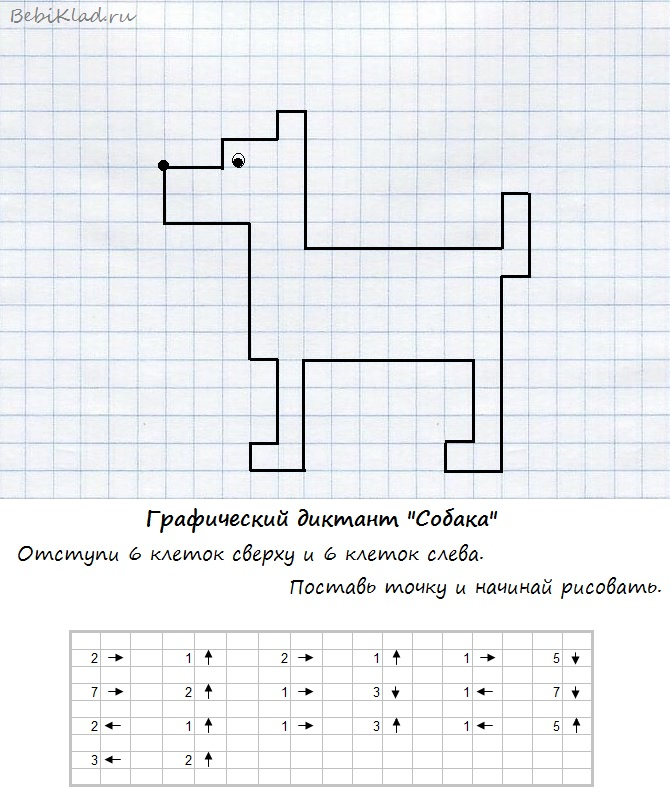 BebiKlad.ru
Графический диктант "Собака"
Отступи 6 клеток сверху и 6 клеток слева.
Поставь точку и начинай рисовать.
2 → 1 ↑ 2 → 1 ↑ 1 → 5 ↓
7 → 2 ↑ 1 → 3 ↓ 1 ← 7 ↓
2 ← 1 ↑ 1 → 3 ↑ 1 ← 5 ↑
3 ← 2 ↑